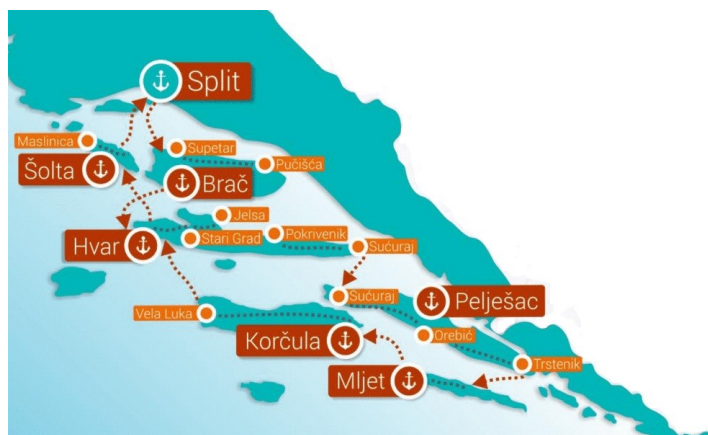 Split
Maslinica
Supetar
Pučišća
Šolta
Brač
Jelsa
Stari Grad
Pokrivenik
Hvar
Sućuraj
Sućuraj
Pelješac
Vela Luka
Korčula
Orebić
Trstenik
Mljet